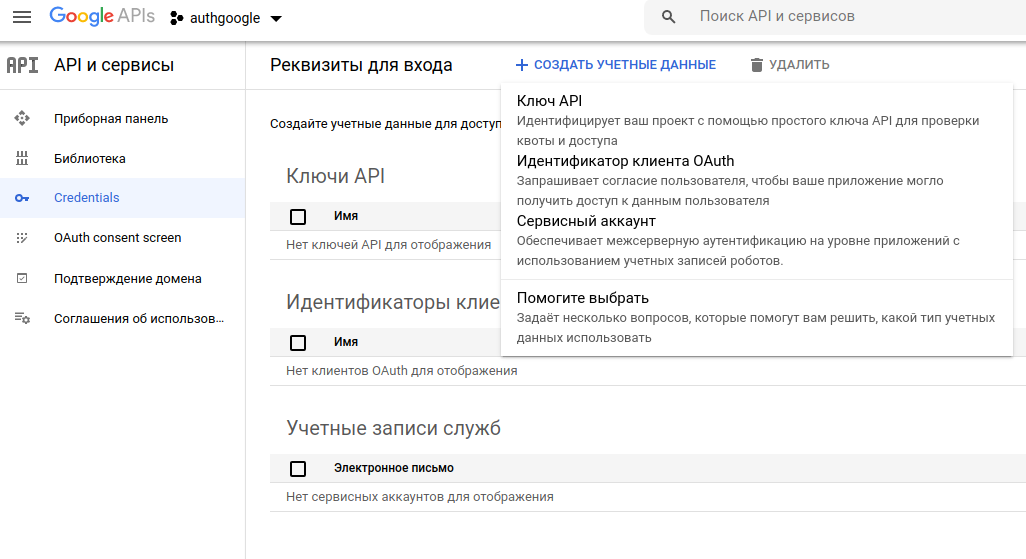 Google APIs
authgoogle
Поиск API и сервисов
API
API и сервисы
Реквизиты для входа
СОЗДАТЬ УЧЕТНЫЕ ДАННЫЕ
УДАЛИТЬ
Приборная панель
Библиотека
Credentials
OAuth consent screen
Подтверждение домена
Соглашения об использов...
Создайте учетные данные для доступ
Ключ API
Идентифицирует ваш проект с помощью простого ключа API для проверки
квоты и доступа
Идентификатор клиента OAuth
Запрашивает согласие пользователя, чтобы ваше приложение могло
получить доступ к данным пользователя
Сервисный аккаунт
Обеспечивает межсерверную аутентификацию на уровне приложений с
использованием учетных записей роботов.
Помогите выбрать
Задаёт несколько вопросов, которые помогут вам решить, какой тип учетных
данных использовать
Ключи API
Имя
Нет ключей API для отображения
Идентификаторы клие
Имя
Нет клиентов OAuth для отображения
Учетные записи служб
Электронное письмо
Нет сервисных аккаунтов для отображения